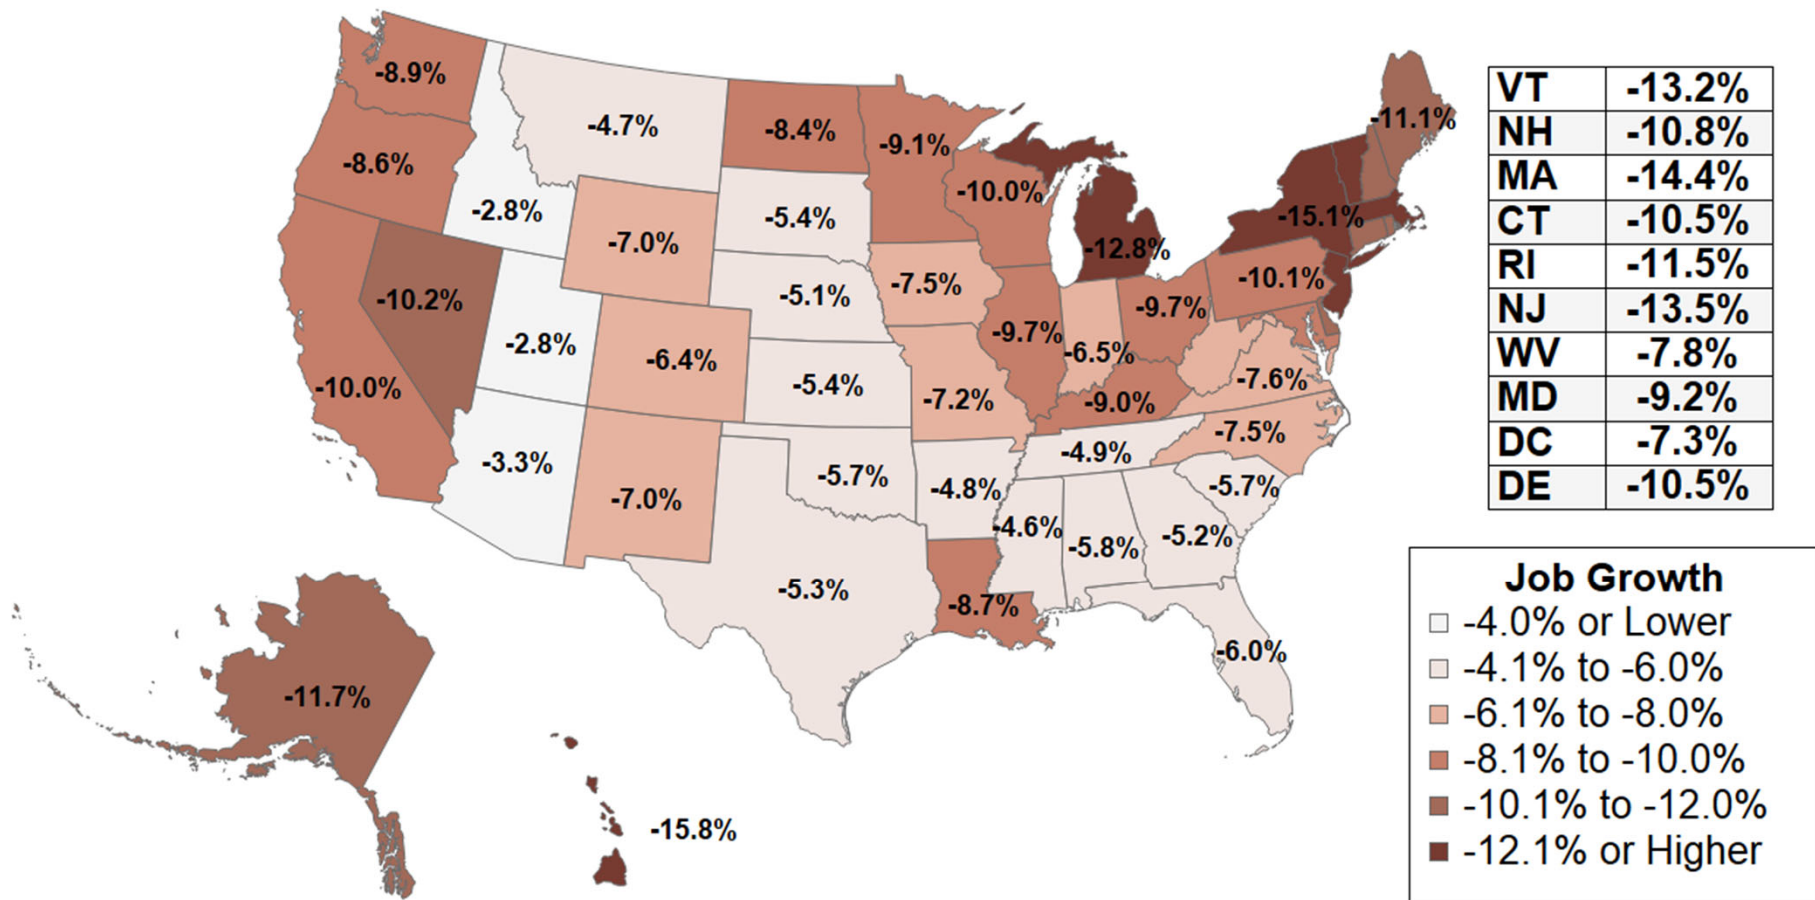 -8.9%
-4.7%
-8.4%
-9.1%
-11.1%
-8.6%
-2.8%
-7.0%
-5.4%
-10.0%
-12.8%
-15.1%
-10.2%
-2.8%
-5.1%
-7.5%
-9.7%
-6.5%
-9.7%
-10.1%
-10.0%
-6.4%
-5.4%
-7.2%
-9.0%
-7.6%
-7.5%
-3.3%
-7.0%
-5.7%
-4.8%
-4.9%
-5.7%
-5.3%
-4.6%
-5.8%
-5.2%
-8.7%
-6.0%
-11.7%
-15.8%
VT -13.2%
NH -10.8%
MA -14.4%
CT -10.5%
RI -11.5%
NJ -13.5%
WV -7.8%
MD -9.2%
DC -7.3%
DE -10.5%
Job Growth
-4.0% or Lower
-4.1% to -6.0%
-6.1% to -8.0%
-8.1% to -10.0%
-10.1% to -12.0%
-12.1% or Higher